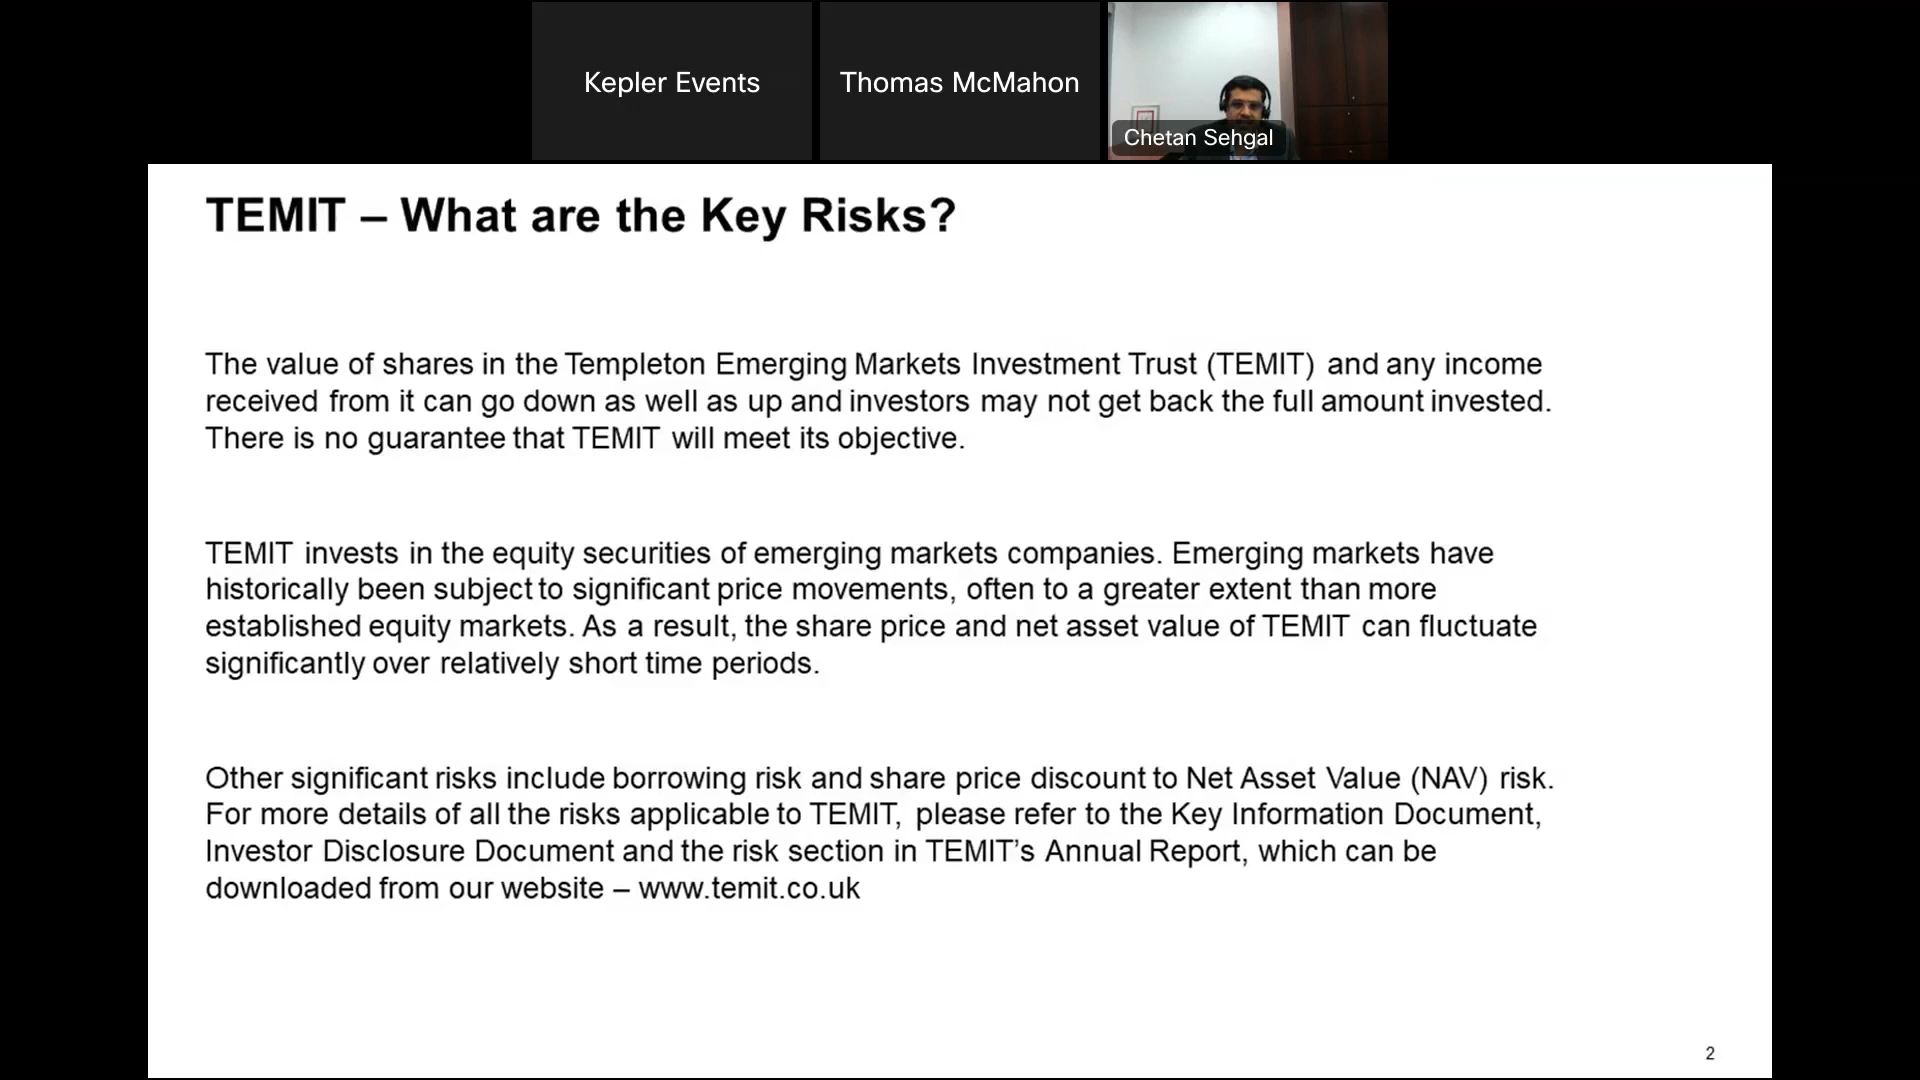 Kepler Events
Thomas McMahon
Chetan Sehgal
TEMIT – What are the Key Risks?
The value of shares in the Templeton Emerging Markets Investment Trust (TEMIT) and any income
received from it can go down as well as up and investors may not get back the full amount invested.
There is no guarantee that TEMIT will meet its objective.
TEMIT invests in the equity securities of emerging markets companies. Emerging markets have
historically been subject to significant price movements, often to a greater extent than more
established equity markets. As a result, the share price and net asset value of TEMIT can fluctuate
significantly over relatively short time periods.
Other significant risks include borrowing risk and share price discount to Net Asset Value (NAV) risk.
For more details of all the risks applicable to TEMIT, please refer to the Key Information Document,
Investor Disclosure Document and the risk section in TEMIT’s Annual Report, which can be
downloaded from our website – www.temit.co.uk
2